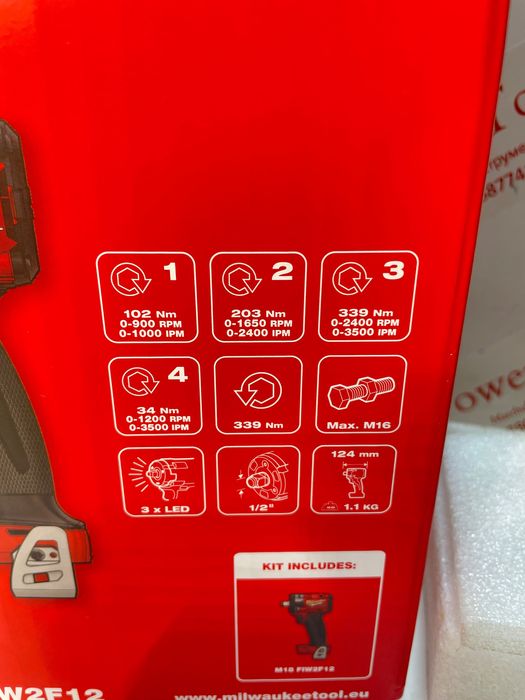 1
102 Nm
0-900 RPM
0-1000 IPM
2
203 Nm
0-1650 RPM
0-2400 IPM
3
339 Nm
0-2400 RPM
0-3500 IPM
4
34 Nm
0-1200 RPM
0-3500 IPM
339 Nm
Max. M16
3 x LED
1/2"
124 mm
1.1 KG
KIT INCLUDES:
M18 FIW2F12
W2F12
www.milwaukeetool.eu